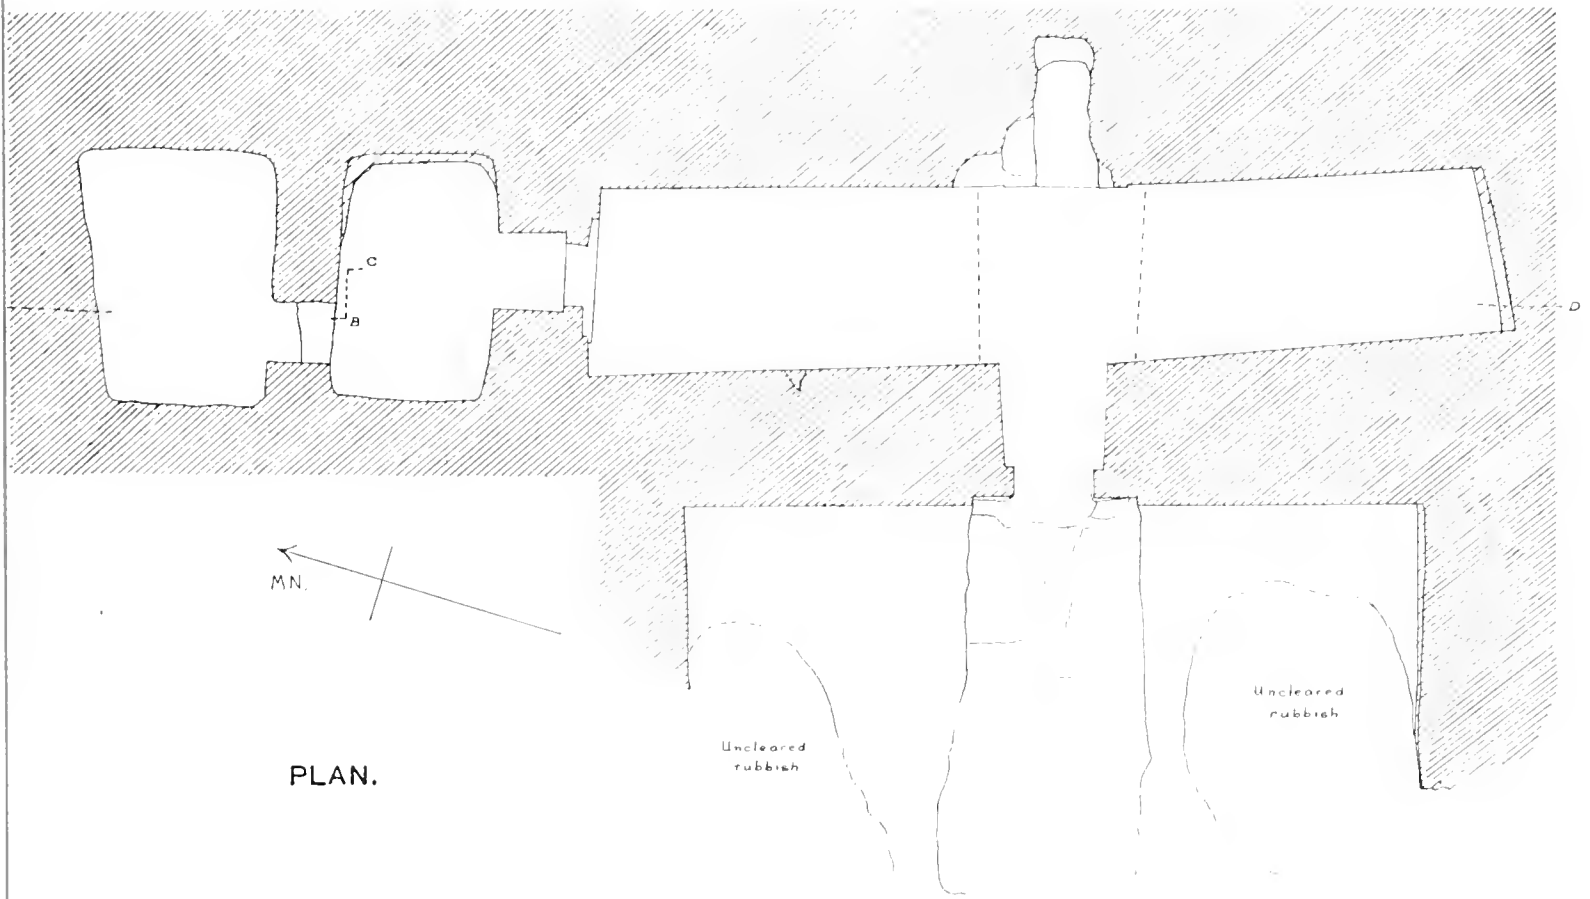 C
B
D
MN.
Uncleared
rubbish
Uncleared
rubbish
PLAN.